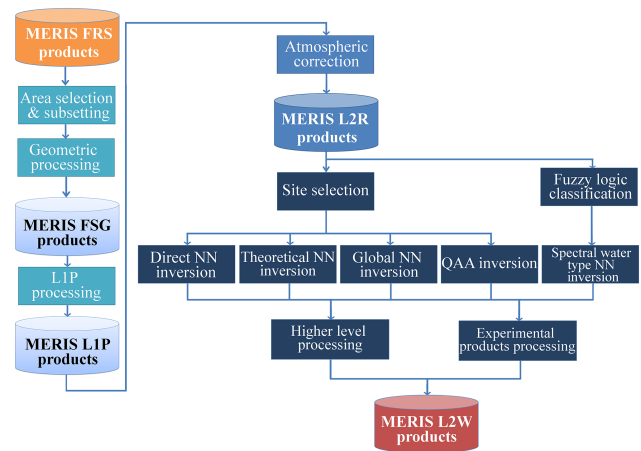 MERIS FRS
products
Area selection
& subsetting
Geometric
processing
MERIS FSG
products
L1P
processing
MERIS L1P
products
Atmospheric
correction
MERIS L2R
products
Site selection
Fuzzy logic
classification
Direct NN
inversion
Theoretical NN
inversion
Global NN
inversion
QAA inversion
Spectral water
type NN
inversion
Higher level
processing
Experimental
products processing
MERIS L2W
products